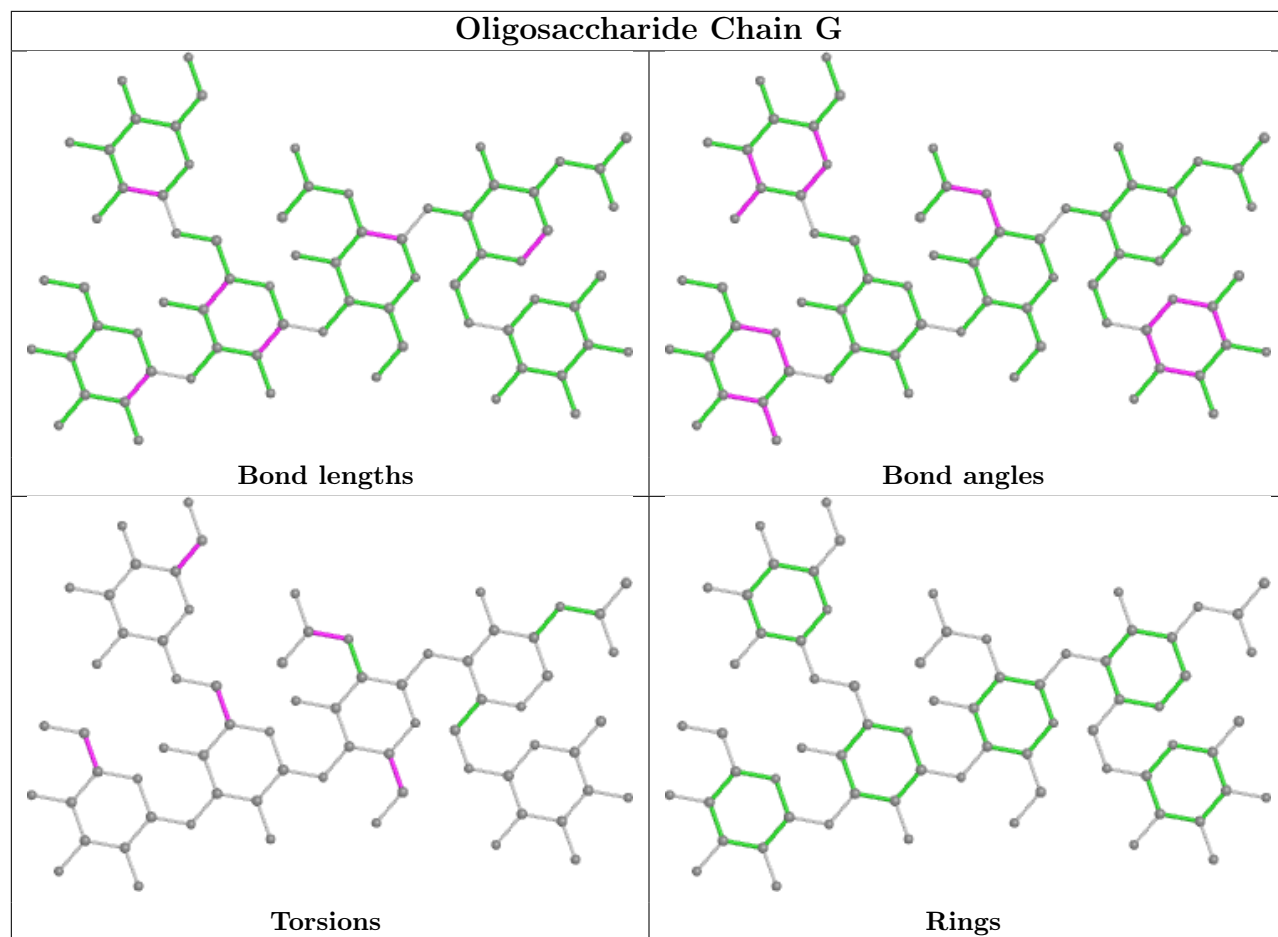 Oligosaccharide Chain G
Bond lengths
Bond angles
Torsions
Rings